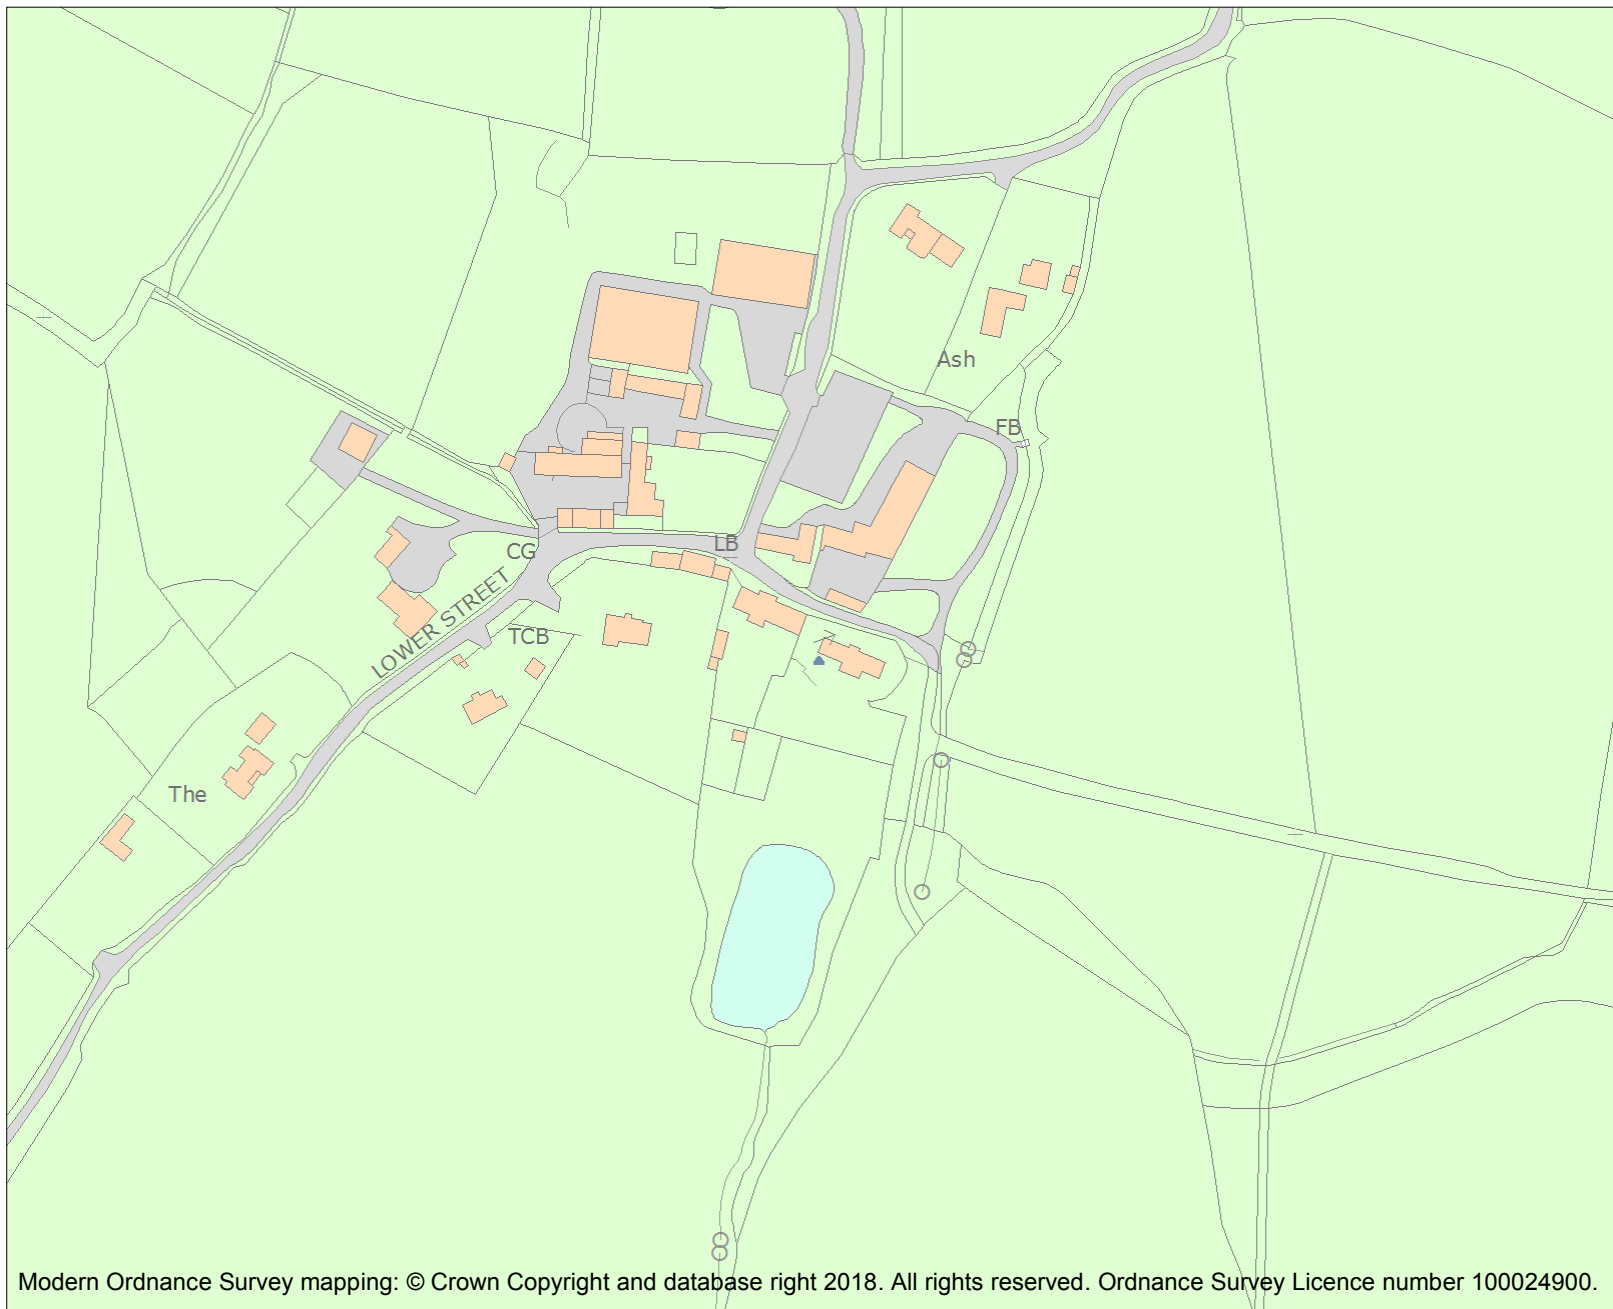 Ash
FB
LB
CG
LOWER STREET
TCB
The
Modern Ordnance Survey mapping: © Crown Copyright and database right 2018. All rights reserved. Ordnance Survey Licence number 100024900.